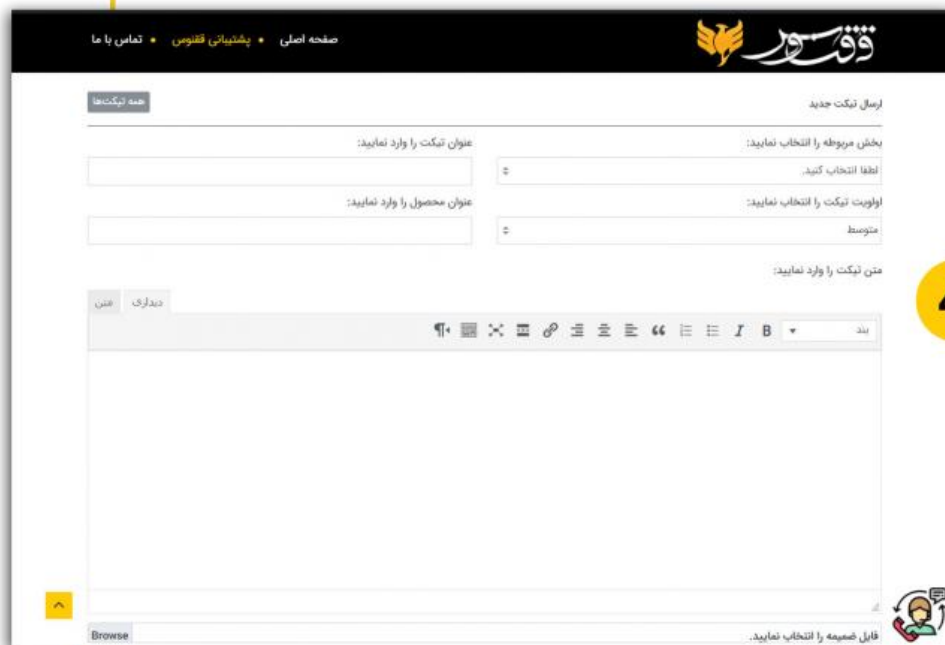 ققنوس
صفحه اصلی • پشتیبانی ققنوس • تماس با ما
ارسال تیکت جدید
همه تیکت‌ها
بخش مربوطه را انتخاب نمایید:
عنوان تیکت را وارد نمایید:
لطفا انتخاب کنید.
اولویت تیکت را انتخاب نمایید:
عنوان محصول را وارد نمایید:
متوسط
متن تیکت را وارد نمایید:
دیداری
متن
بند
B I
فایل ضمیمه را انتخاب نمایید.
Browse